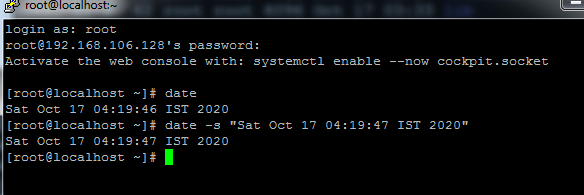 root@localhost:~
login as: root
root@192.168.106.128's password:
Activate the web console with: systemctl enable --now cockpit.socket
[root@localhost ~]# date
Sat Oct 17 04:19:46 IST 2020
[root@localhost ~]# date -s "Sat Oct 17 04:19:47 IST 2020"
Sat Oct 17 04:19:47 IST 2020
[root@localhost ~]#